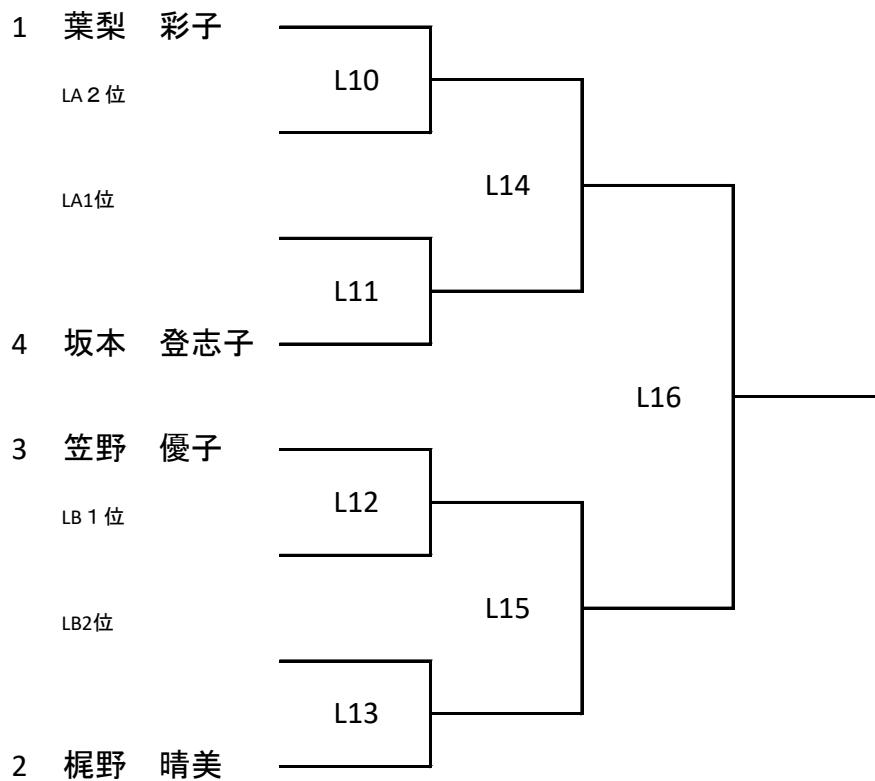 1 葉梨　彩子
L10
LA２位
L14
LA1位
L11
4 坂本　登志子
L16
3 笠野　優子
L12
LB１位
L15
LB2位
L13
2 梶野　晴美